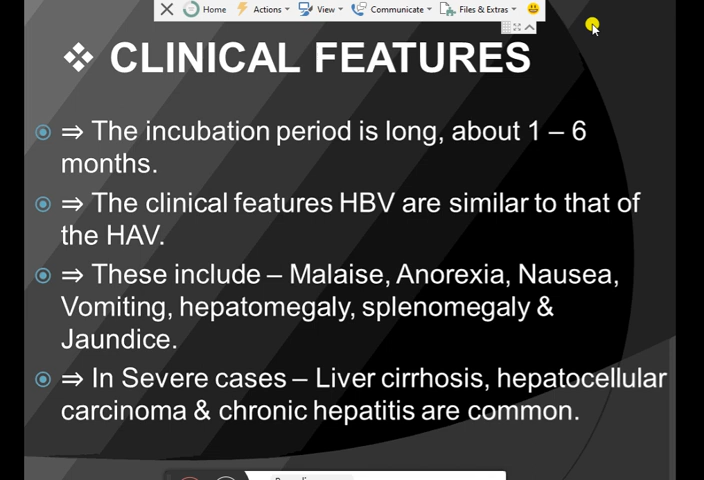 Home Actions View Communicate Files & Extras
❖ CLINICAL FEATURES
⇒ The incubation period is long, about 1 – 6
months.
⇒ The clinical features HBV are similar to that of
the HAV.
⇒ These include – Malaise, Anorexia, Nausea,
Vomiting, hepatomegaly, splenomegaly &
Jaundice.
⇒ In Severe cases – Liver cirrhosis, hepatocellular
carcinoma & chronic hepatitis are common.